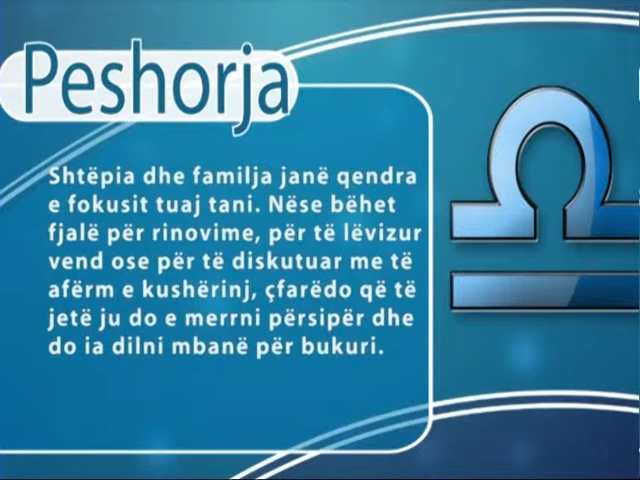 Peshorja
Shtëpia dhe familja janë qendra
e fokusit tuaj tani. Nëse bëhet
fjalë për rinovime, për të lëvizur
vend ose për të diskutuar me të
afërm e kushërinj, çfarëdo që të
jetë ju do e merrni përsipër dhe
do ia dilni mbanë për bukuri.